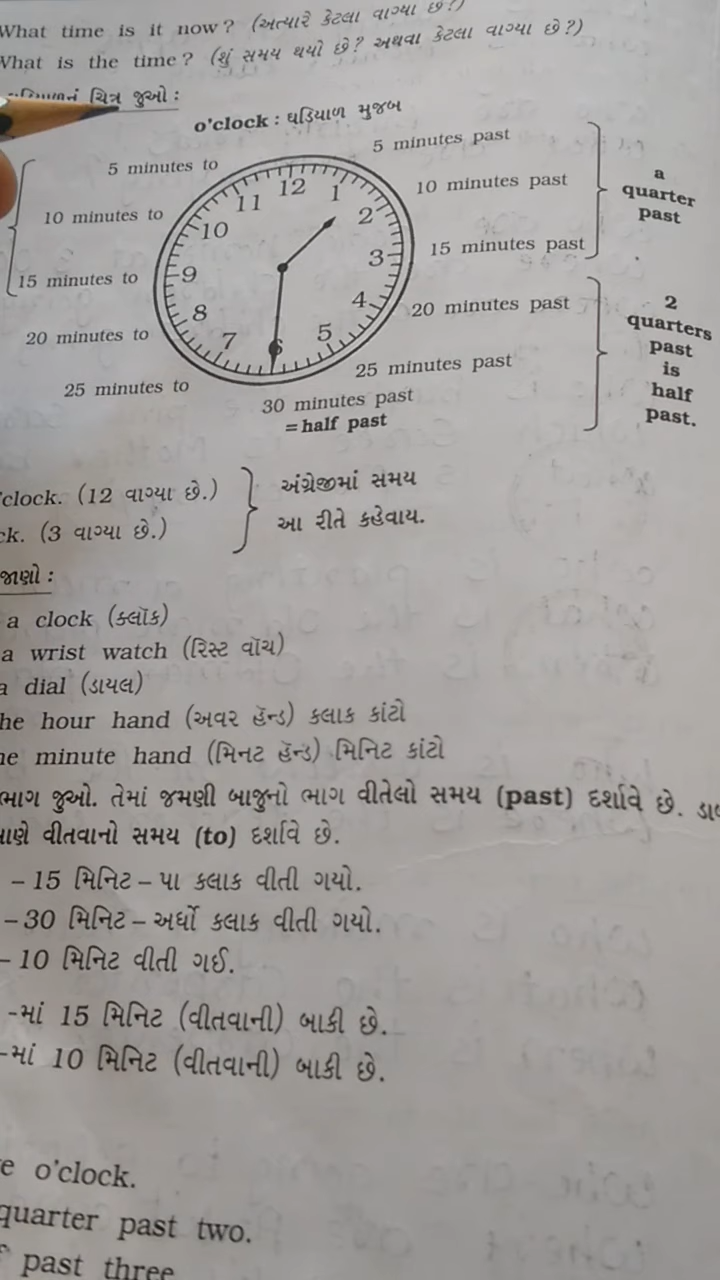 What time is it now? (અત્યારે કેટલા વાગ્યા છે?)
What is the time? (શું સમય થયો છે? અથવા કેટલા વાગ્યા છે?)
ચિત્ર જુઓ :
o'clock : ઘડિયાળ મુજબ
5 minutes to
5 minutes past
10 minutes to
10 minutes past
15 minutes to
15 minutes past
20 minutes to
20 minutes past
25 minutes to
25 minutes past
30 minutes past
= half past
12
1
2
3
4
5
6
7
8
9
10
11
a
quarter
past
2
quarters
past
is
half
past.
'clock. (12 વાગ્યા છે.)
ck. (3 વાગ્યા છે.)
અંગ્રેજીમાં સમય
આ રીતે કહેવાય.
જાણો :
a clock (ક્લૉક)
a wrist watch (રિસ્ટ વૉચ)
a dial (ડાયલ)
he hour hand (અવર હૅન્ડ) કલાક કાંટો
ne minute hand (મિનટ હૅન્ડ) મિનિટ કાંટો
ભાગ જુઓ. તેમાં જમણી બાજુનો ભાગ વીતેલો સમય (past) દર્શાવે છે.
વીતવાનો સમય (to) દર્શાવે છે.
– 15 મિનિટ – પા કલાક વીતી ગયો.
– 30 મિનિટ – અર્ધો કલાક વીતી ગયો.
– 10 મિનિટ વીતી ગઈ.
-માં 15 મિનિટ (વીતવાની) બાકી છે.
-માં 10 મિનિટ (વીતવાની) બાકી છે.
e o'clock.
quarter past two.
past three